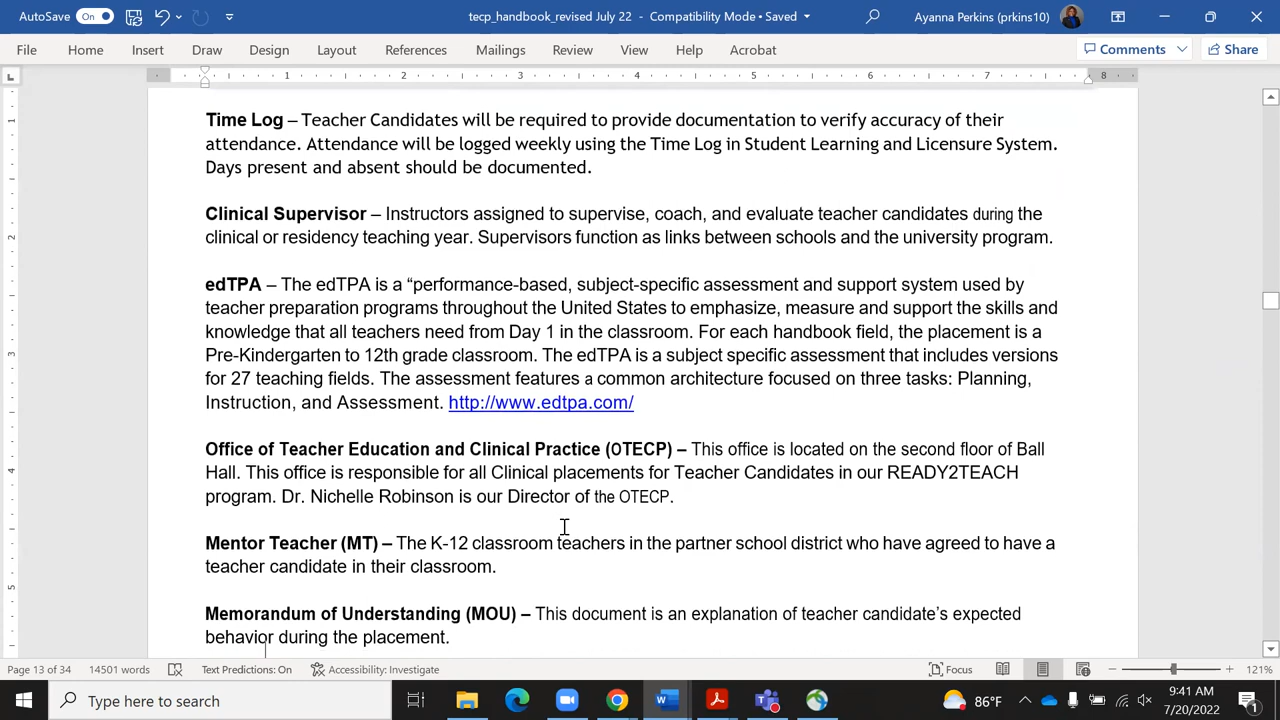 AutoSave On
tecp_handbook_revised July 22 - Compatibility Mode • Saved
Ayanna Perkins (prkins10)
File Home Insert Draw Design Layout References Mailings Review View Help Acrobat Comments Share
1 2 3 4 5 6 7 8
Time Log – Teacher Candidates will be required to provide documentation to verify accuracy of their
attendance. Attendance will be logged weekly using the Time Log in Student Learning and Licensure System.
Days present and absent should be documented.
Clinical Supervisor – Instructors assigned to supervise, coach, and evaluate teacher candidates during the
clinical or residency teaching year. Supervisors function as links between schools and the university program.
edTPA – The edTPA is a “performance-based, subject-specific assessment and support system used by
teacher preparation programs throughout the United States to emphasize, measure and support the skills and
knowledge that all teachers need from Day 1 in the classroom. For each handbook field, the placement is a
Pre-Kindergarten to 12th grade classroom. The edTPA is a subject specific assessment that includes versions
for 27 teaching fields. The assessment features a common architecture focused on three tasks: Planning,
Instruction, and Assessment. http://www.edtpa.com/
Office of Teacher Education and Clinical Practice (OTECP) – This office is located on the second floor of Ball
Hall. This office is responsible for all Clinical placements for Teacher Candidates in our READY2TEACH
program. Dr. Nichelle Robinson is our Director of the OTECP.
Mentor Teacher (MT) – The K-12 classroom teachers in the partner school district who have agreed to have a
teacher candidate in their classroom.
Memorandum of Understanding (MOU) – This document is an explanation of teacher candidate’s expected
behavior during the placement.
1
2
3
4
5
Page 13 of 34 14501 words Text Predictions: On Accessibility: Investigate Focus 121%
Type here to search
86°F
9:41 AM
7/20/2022
1